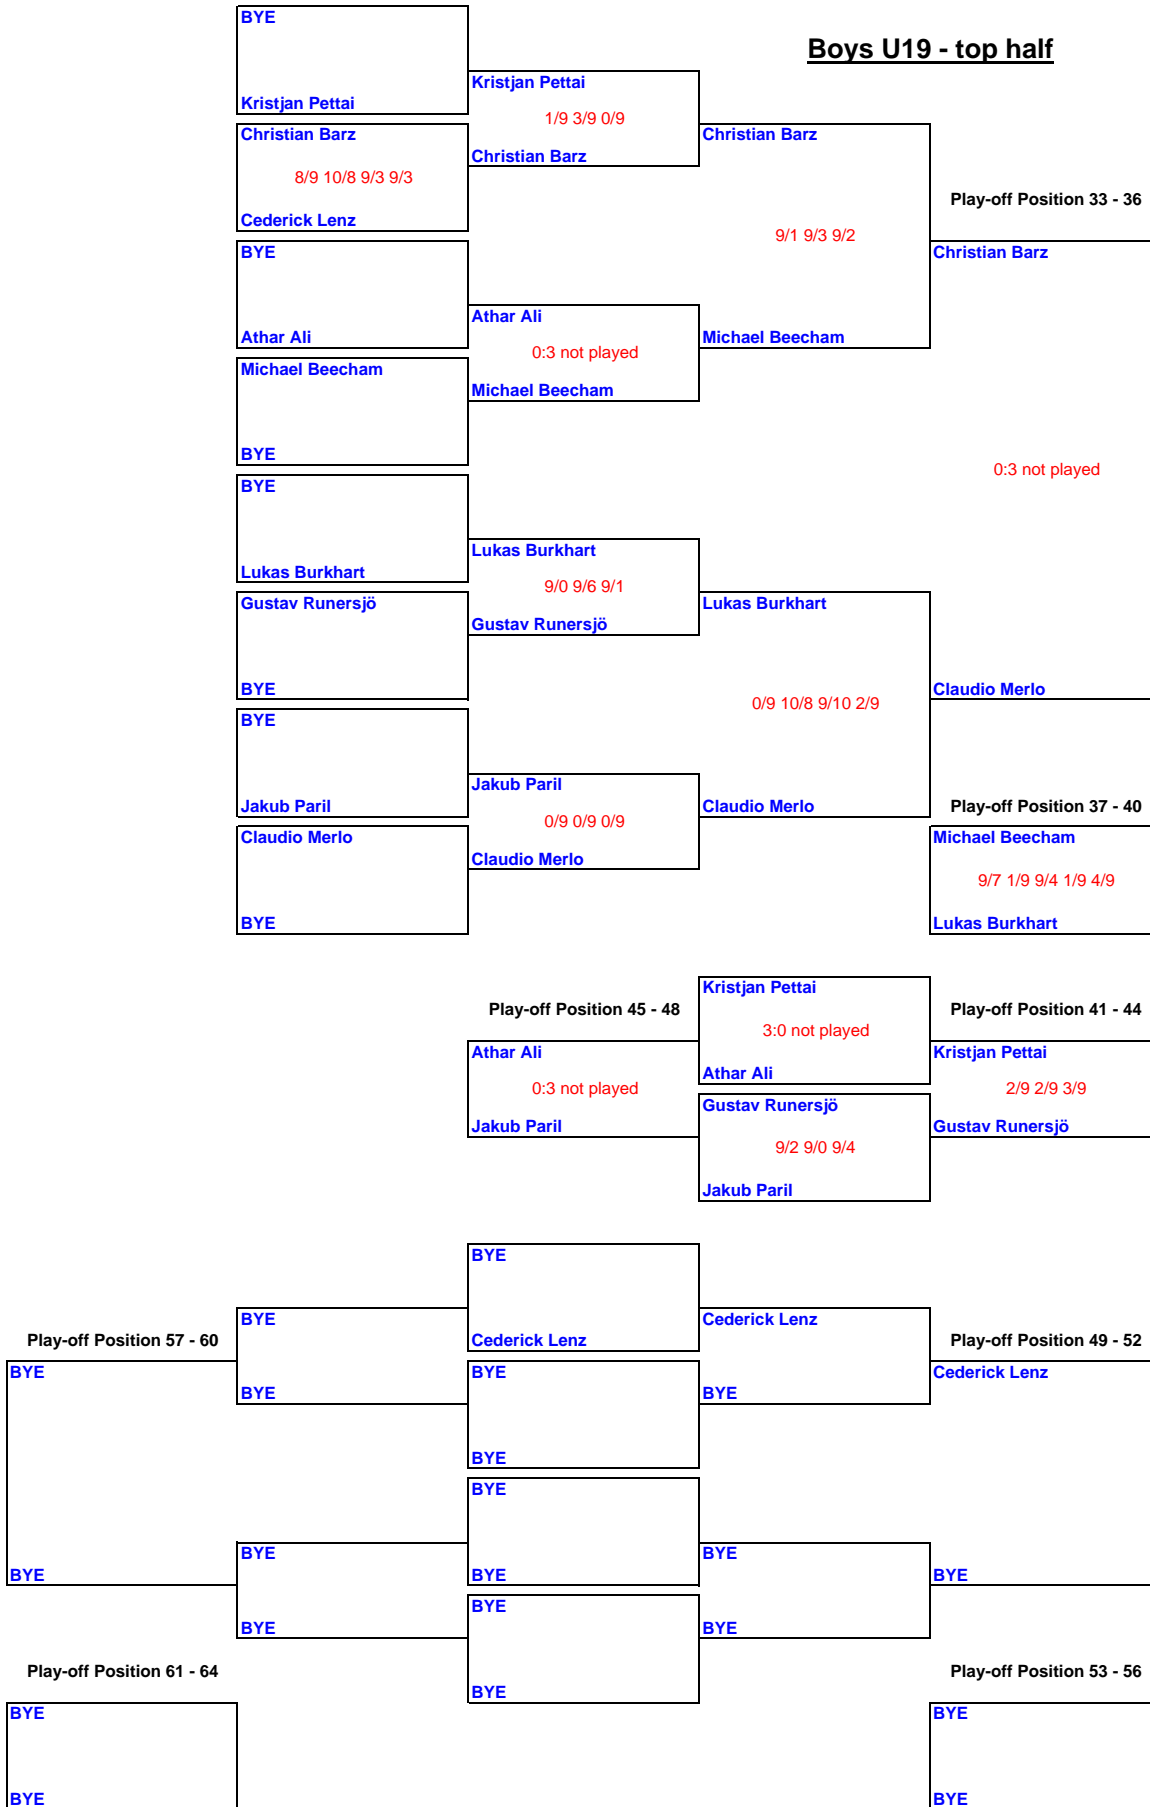 BYE
Boys U19 - top half
Kristjan Pettai
Kristjan Pettai
1/9 3/9 0/9
Christian Barz
Christian Barz
Christian Barz
8/9 10/8 9/3 9/3
Play-off Position 33 - 36
Cederick Lenz
9/1 9/3 9/2
BYE
Christian Barz
Athar Ali
Athar Ali
Michael Beecham
0:3 not played
Michael Beecham
Michael Beecham
BYE
0:3 not played
BYE
Lukas Burkhart
Lukas Burkhart
9/0 9/6 9/1
Gustav Runersjö
Lukas Burkhart
Gustav Runersjö
BYE
Claudio Merlo
0/9 10/8 9/10 2/9
BYE
Jakub Paril
Jakub Paril
Claudio Merlo
Play-off Position 37 - 40
0/9 0/9 0/9
Claudio Merlo
Michael Beecham
Claudio Merlo
9/7 1/9 9/4 1/9 4/9
BYE
Lukas Burkhart
Kristjan Pettai
Play-off Position 45 - 48
Play-off Position 41 - 44
3:0 not played
Athar Ali
Kristjan Pettai
Athar Ali
0:3 not played
2/9 2/9 3/9
Gustav Runersjö
Jakub Paril
Gustav Runersjö
9/2 9/0 9/4
Jakub Paril
BYE
BYE
Cederick Lenz
Play-off Position 57 - 60
Cederick Lenz
Play-off Position 49 - 52
BYE
BYE
Cederick Lenz
BYE
BYE
BYE
BYE
BYE
BYE
BYE
BYE
BYE
BYE
BYE
BYE
Play-off Position 61 - 64
Play-off Position 53 - 56
BYE
BYE
BYE
BYE
BYE